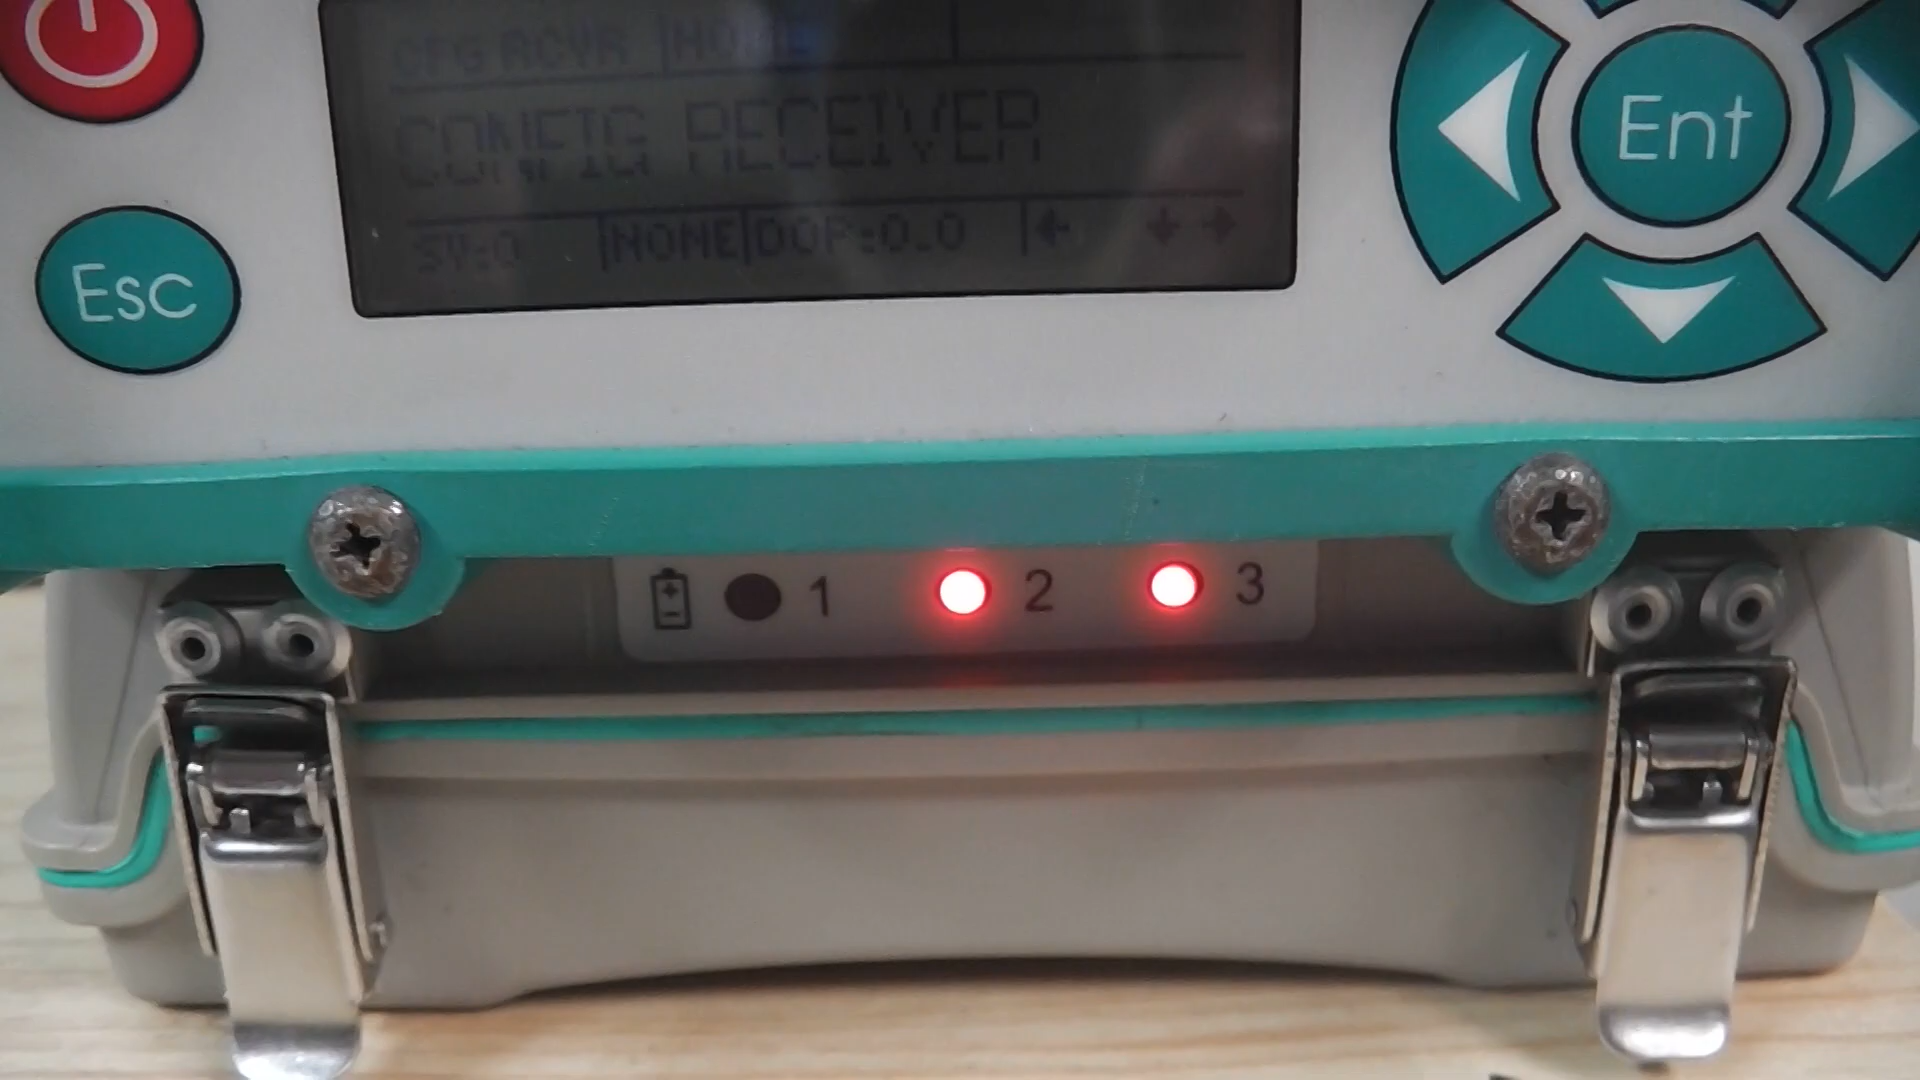 CFG RCVR |NONE
CONFIG RECEIVER
SV:0 |NONE|DOP:0.0 |← ↓ →
Esc
Ent
1 2 3